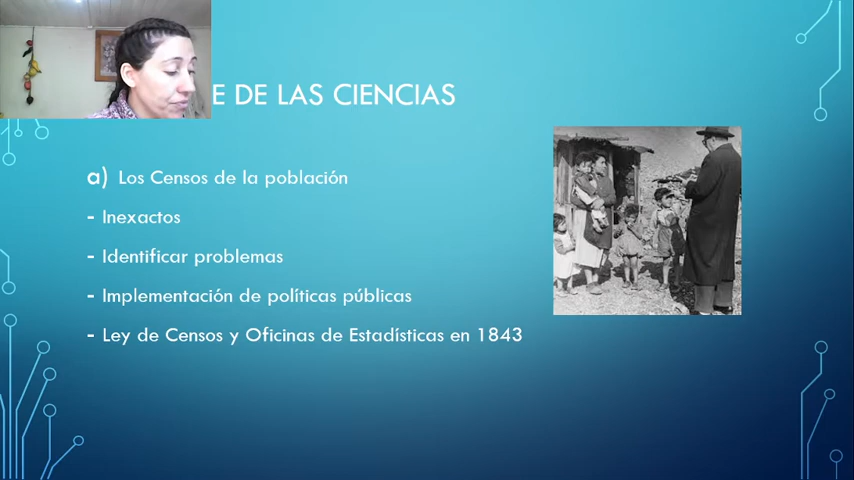 E DE LAS CIENCIAS
a) Los Censos de la población
- Inexactos
- Identificar problemas
- Implementación de políticas públicas
- Ley de Censos y Oficinas de Estadísticas en 1843